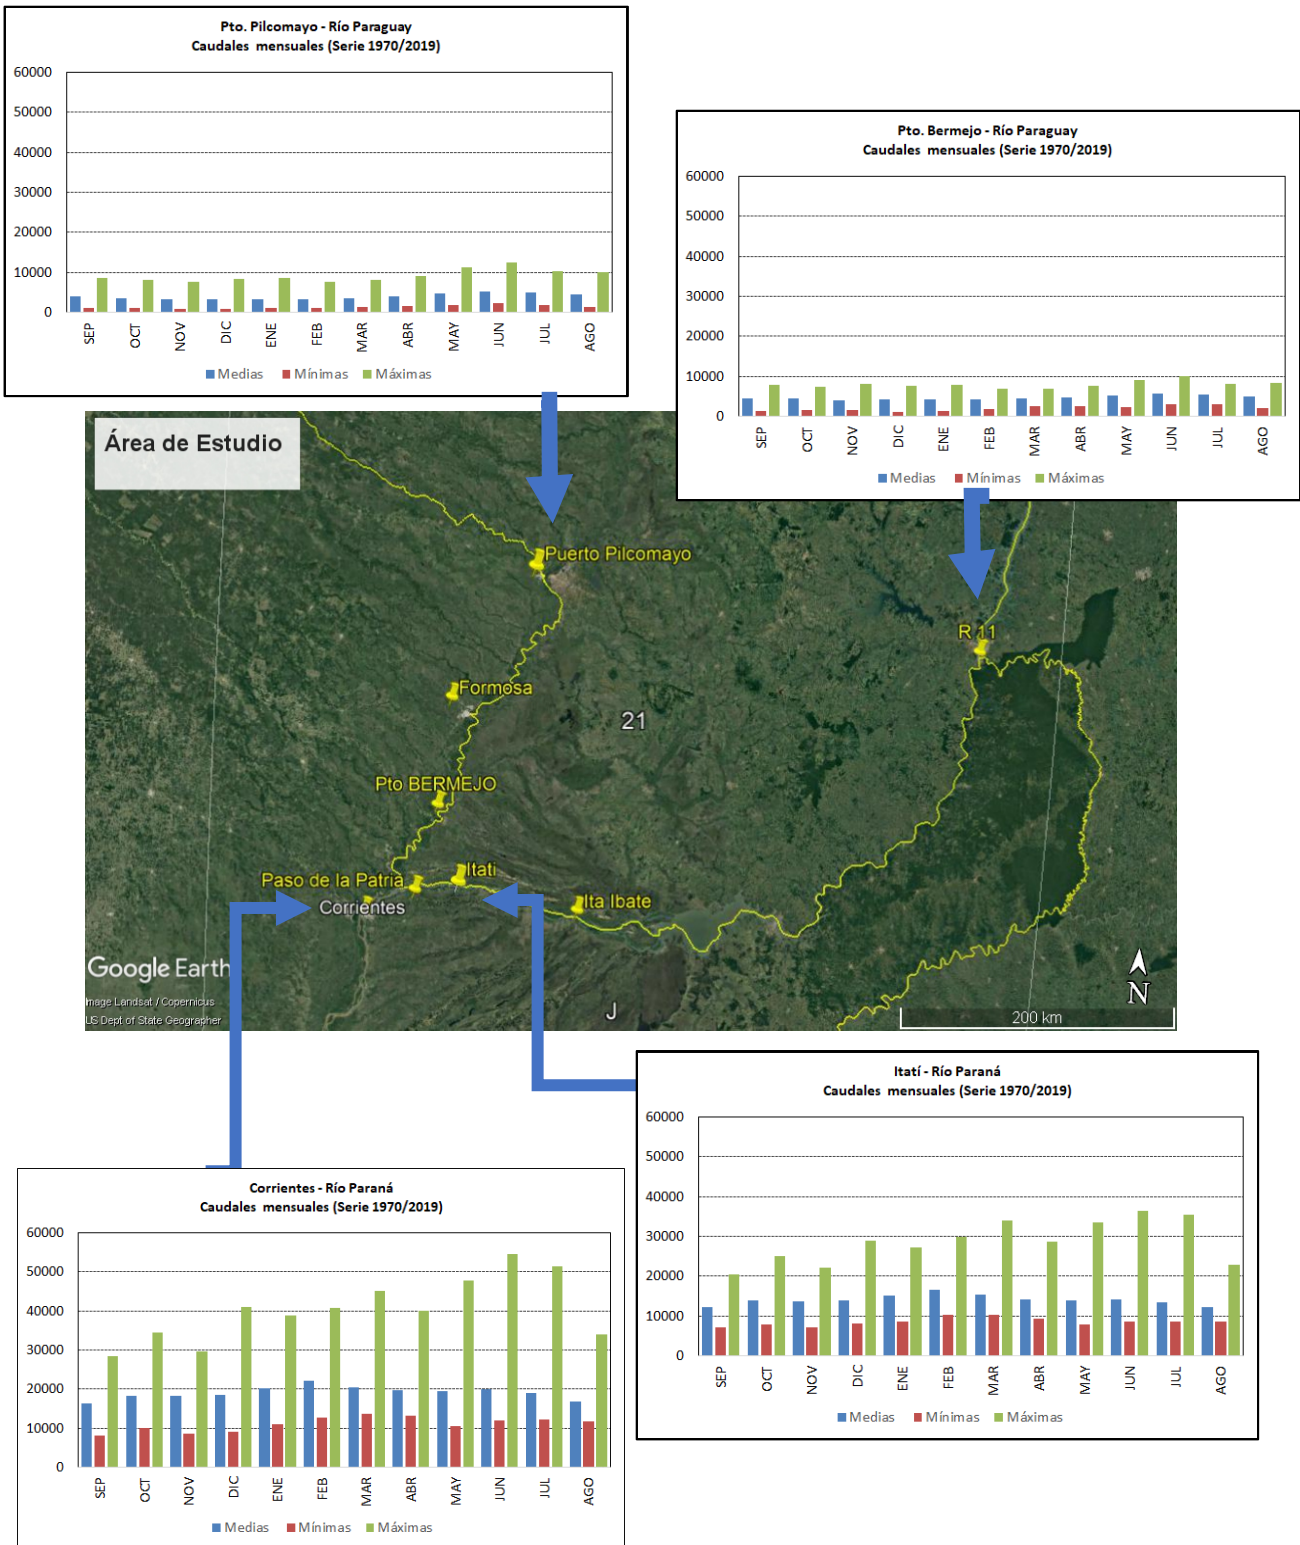 Pto. Pilcomayo - Río Paraguay
Caudales mensuales (Serie 1970/2019)
60000
50000
40000
30000
20000
10000
0
SEP
OCT
NOV
DIC
ENE
FEB
MAR
ABR
MAY
JUN
JUL
AGO
Medias Mínimas Máximas
Pto. Bermejo - Río Paraguay
Caudales mensuales (Serie 1970/2019)
60000
50000
40000
30000
20000
10000
0
SEP
OCT
NOV
DIC
ENE
FEB
MAR
ABR
MAY
JUN
JUL
AGO
Medias Mínimas Máximas
Área de Estudio
Puerto Pilcomayo
R 11
Formosa
21
Pto BERMEJO
Itati
Paso de la Patria
Ita Ibate
Corrientes
Google Earth
Image Landsat / Copernicus
US Dept of State Geographer
J
N
200 km
Itatí - Río Paraná
Caudales mensuales (Serie 1970/2019)
60000
50000
40000
30000
20000
10000
0
SEP
OCT
NOV
DIC
ENE
FEB
MAR
ABR
MAY
JUN
JUL
AGO
Medias Mínimas Máximas
Corrientes - Río Paraná
Caudales mensuales (Serie 1970/2019)
60000
50000
40000
30000
20000
10000
0
SEP
OCT
NOV
DIC
ENE
FEB
MAR
ABR
MAY
JUN
JUL
AGO
Medias Mínimas Máximas